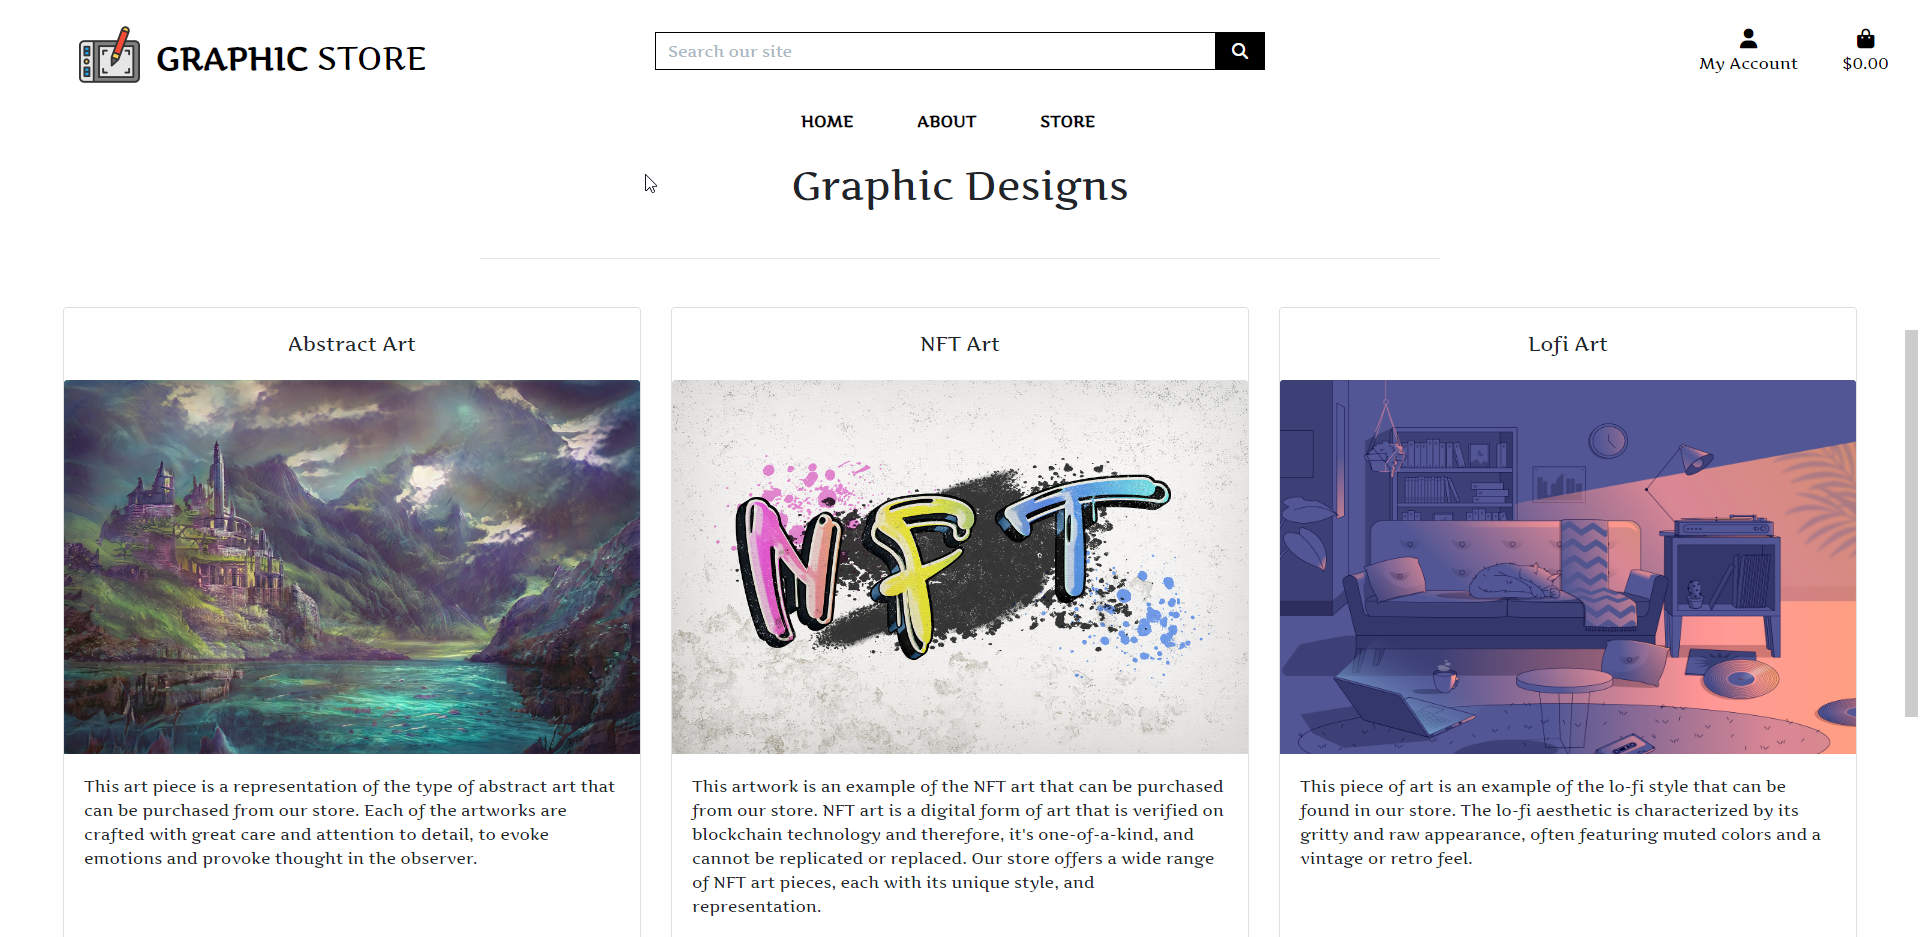 GRAPHIC STORE
Search our site
My Account
$0.00
HOME ABOUT STORE
Graphic Designs
Abstract Art
This art piece is a representation of the type of abstract art that
can be purchased from our store. Each of the artworks are
crafted with great care and attention to detail, to evoke
emotions and provoke thought in the observer.
NFT Art
NFT
This artwork is an example of the NFT art that can be purchased
from our store. NFT art is a digital form of art that is verified on
blockchain technology and therefore, it's one-of-a-kind, and
cannot be replicated or replaced. Our store offers a wide range
of NFT art pieces, each with its unique style, and
representation.
Lofi Art
This piece of art is an example of the lo-fi style that can be
found in our store. The lo-fi aesthetic is characterized by its
gritty and raw appearance, often featuring muted colors and a
vintage or retro feel.